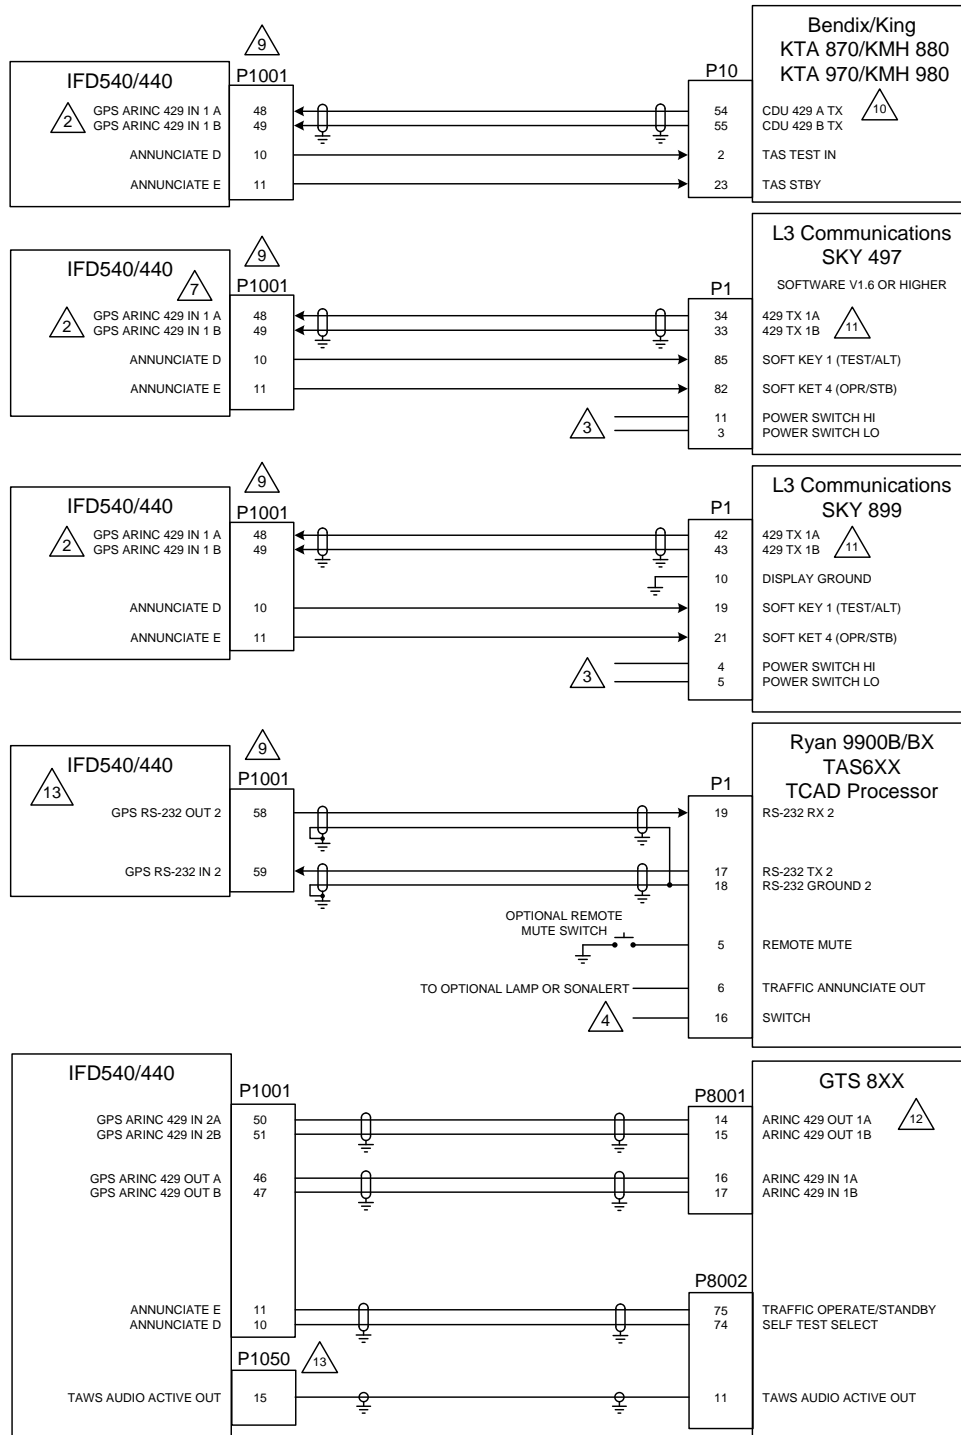 Bendix/King
KTA 870/KMH 880
KTA 970/KMH 980
IFD540/440
9
P1001
P10
2
GPS ARINC 429 IN 1 A 48 54 CDU 429 A TX
GPS ARINC 429 IN 1 B 49 55 CDU 429 B TX
10
ANNUNCIATE D 10 2 TAS TEST IN
ANNUNCIATE E 11 23 TAS STBY
L3 Communications
SKY 497
SOFTWARE V1.6 OR HIGHER
IFD540/440
7
9
P1001
P1
2
GPS ARINC 429 IN 1 A 48 34 429 TX 1A
GPS ARINC 429 IN 1 B 49 33 429 TX 1B
11
ANNUNCIATE D 10 85 SOFT KEY 1 (TEST/ALT)
ANNUNCIATE E 11 82 SOFT KET 4 (OPR/STB)
3
11 POWER SWITCH HI
3 POWER SWITCH LO
L3 Communications
SKY 899
IFD540/440
9
P1001
P1
2
GPS ARINC 429 IN 1 A 48 42 429 TX 1A
GPS ARINC 429 IN 1 B 49 43 429 TX 1B
11
10 DISPLAY GROUND
ANNUNCIATE D 10 19 SOFT KEY 1 (TEST/ALT)
ANNUNCIATE E 11 21 SOFT KET 4 (OPR/STB)
3
4 POWER SWITCH HI
5 POWER SWITCH LO
Ryan 9900B/BX
TAS6XX
TCAD Processor
IFD540/440
13
9
P1001
P1
GPS RS-232 OUT 2 58 19 RS-232 RX 2
GPS RS-232 IN 2 59 17 RS-232 TX 2
18 RS-232 GROUND 2
OPTIONAL REMOTE
MUTE SWITCH
5 REMOTE MUTE
TO OPTIONAL LAMP OR SONALERT 6 TRAFFIC ANNUNCIATE OUT
4
16 SWITCH
IFD540/440
P1001
P8001
GTS 8XX
12
GPS ARINC 429 IN 2A 50 14 ARINC 429 OUT 1A
GPS ARINC 429 IN 2B 51 15 ARINC 429 OUT 1B
GPS ARINC 429 OUT A 46 16 ARINC 429 IN 1A
GPS ARINC 429 OUT B 47 17 ARINC 429 IN 1B
P8002
ANNUNCIATE E 11 75 TRAFFIC OPERATE/STANDBY
ANNUNCIATE D 10 74 SELF TEST SELECT
P1050
13
TAWS AUDIO ACTIVE OUT 15 11 TAWS AUDIO ACTIVE OUT